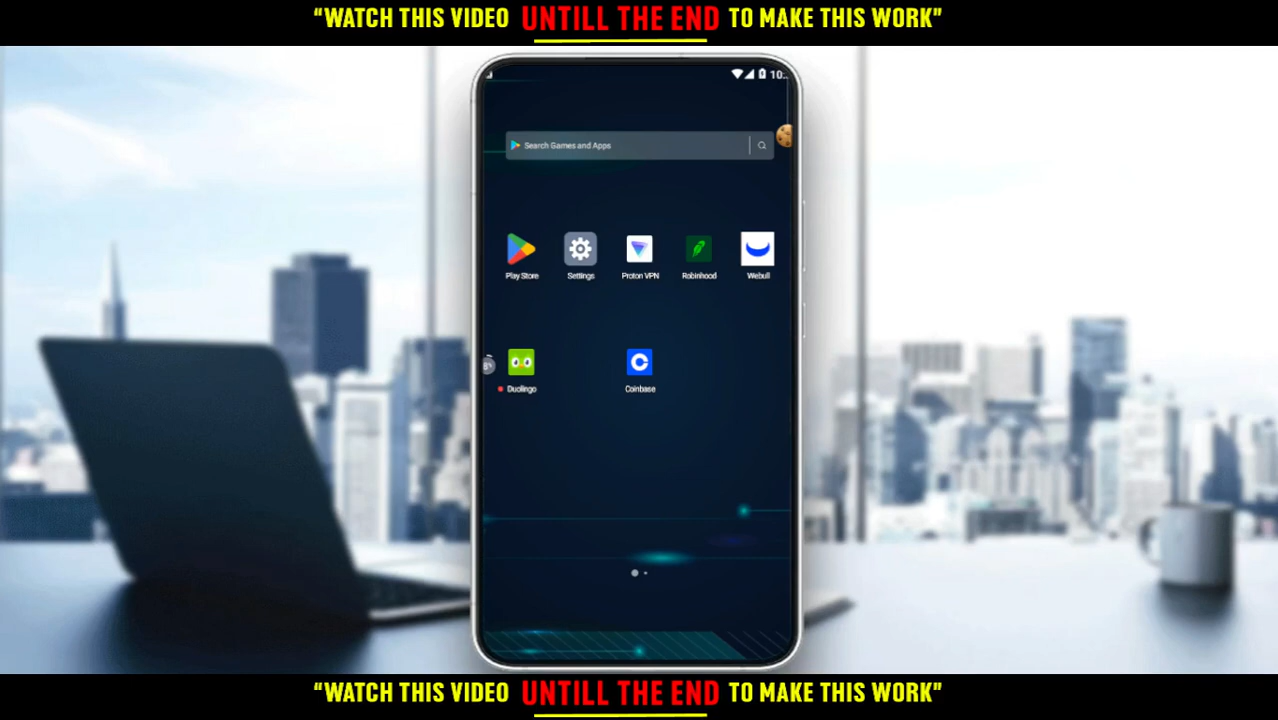 “WATCH THIS VIDEO UNTILL THE END TO MAKE THIS WORK”
10..
Search Games and Apps
Play Store Settings Proton VPN Robinhood Webull
Duolingo Coinbase
“WATCH THIS VIDEO UNTILL THE END TO MAKE THIS WORK”